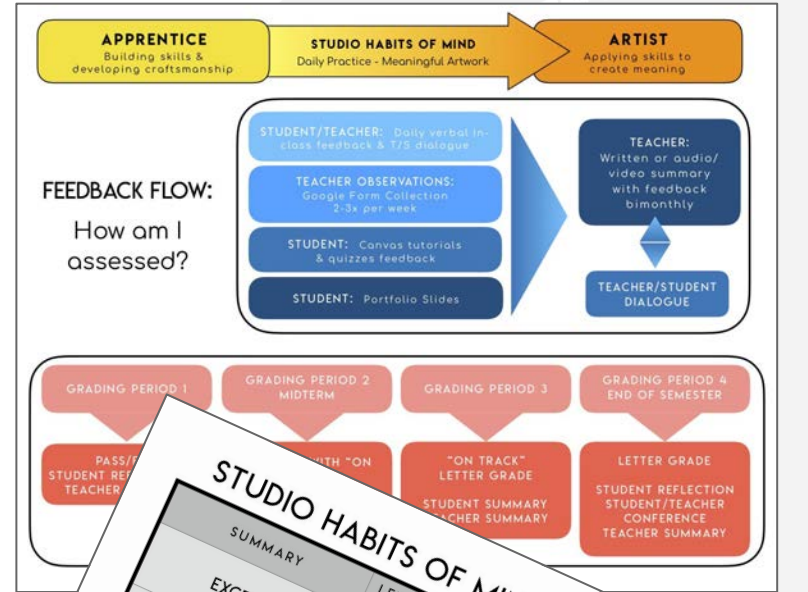 APPRENTICE
Building skills &
developing craftsmanship
STUDIO HABITS OF MIND
Daily Practice - Meaningful Artwork
ARTIST
Applying skills to
create meaning
FEEDBACK FLOW:
How am I
assessed?
STUDENT/TEACHER: Daily verbal in-
class feedback & T/S dialogue
TEACHER OBSERVATIONS:
Google Form Collection
2-3x per week
STUDENT: Canvas tutorials
& quizzes feedback
STUDENT: Portfolio Slides
TEACHER:
Written or audio/
video summary
with feedback
bimonthly
TEACHER/STUDENT
DIALOGUE
GRADING PERIOD 1
PASS/
STUDENT
TEACHER
GRADING PERIOD 2
MIDTERM
"ON
GRADING PERIOD 3
"ON TRACK"
LETTER GRADE
STUDENT SUMMARY
SUMMARY
GRADING PERIOD 4
END OF SEMESTER
LETTER GRADE
STUDENT REFLECTION
STUDENT/TEACHER
CONFERENCE
TEACHER SUMMARY
STUDIO HABITS OF
SUMMARY